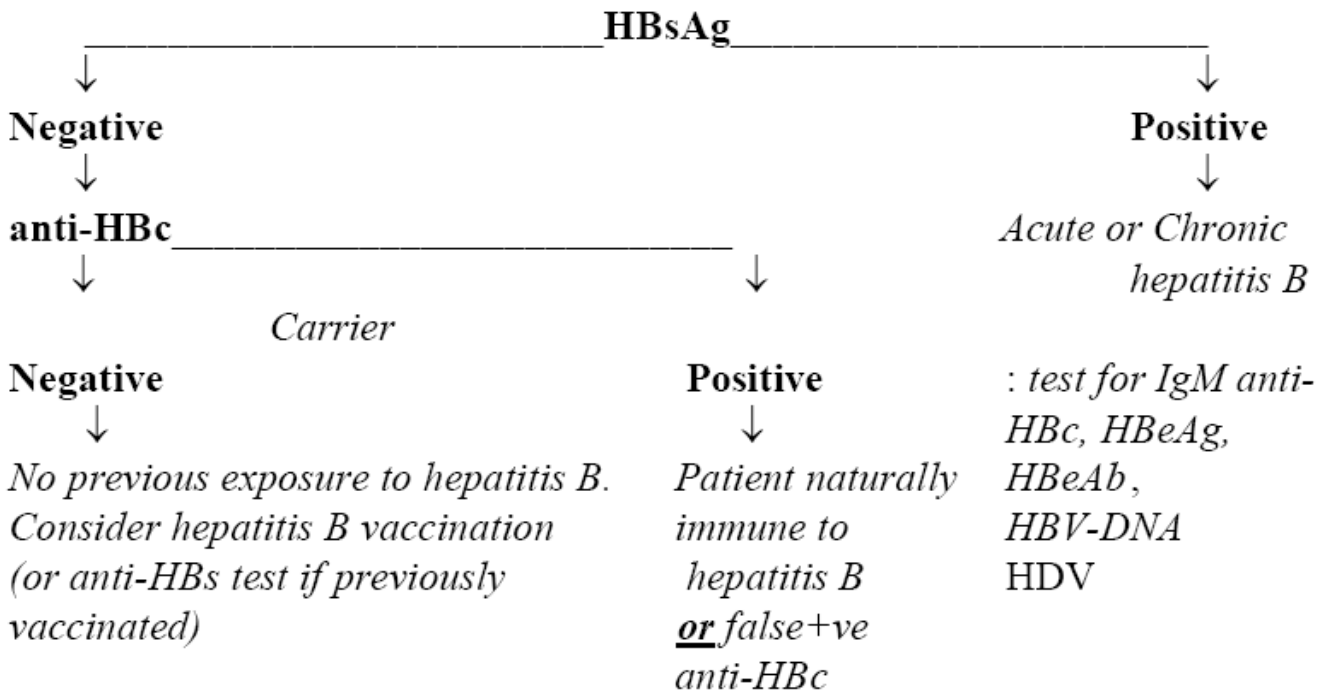 HBsAg
↓ ↓
Negative Positive
↓ ↓
anti-HBc Acute or Chronic
↓ ↓ hepatitis B
Carrier
Negative Positive : test for IgM anti-
↓ ↓ HBc, HBeAg,
No previous exposure to hepatitis B. Patient naturally HBeAb ,
Consider hepatitis B vaccination immune to HBV-DNA
(or anti-HBs test if previously hepatitis B HDV
vaccinated) or false+ve
anti-HBc